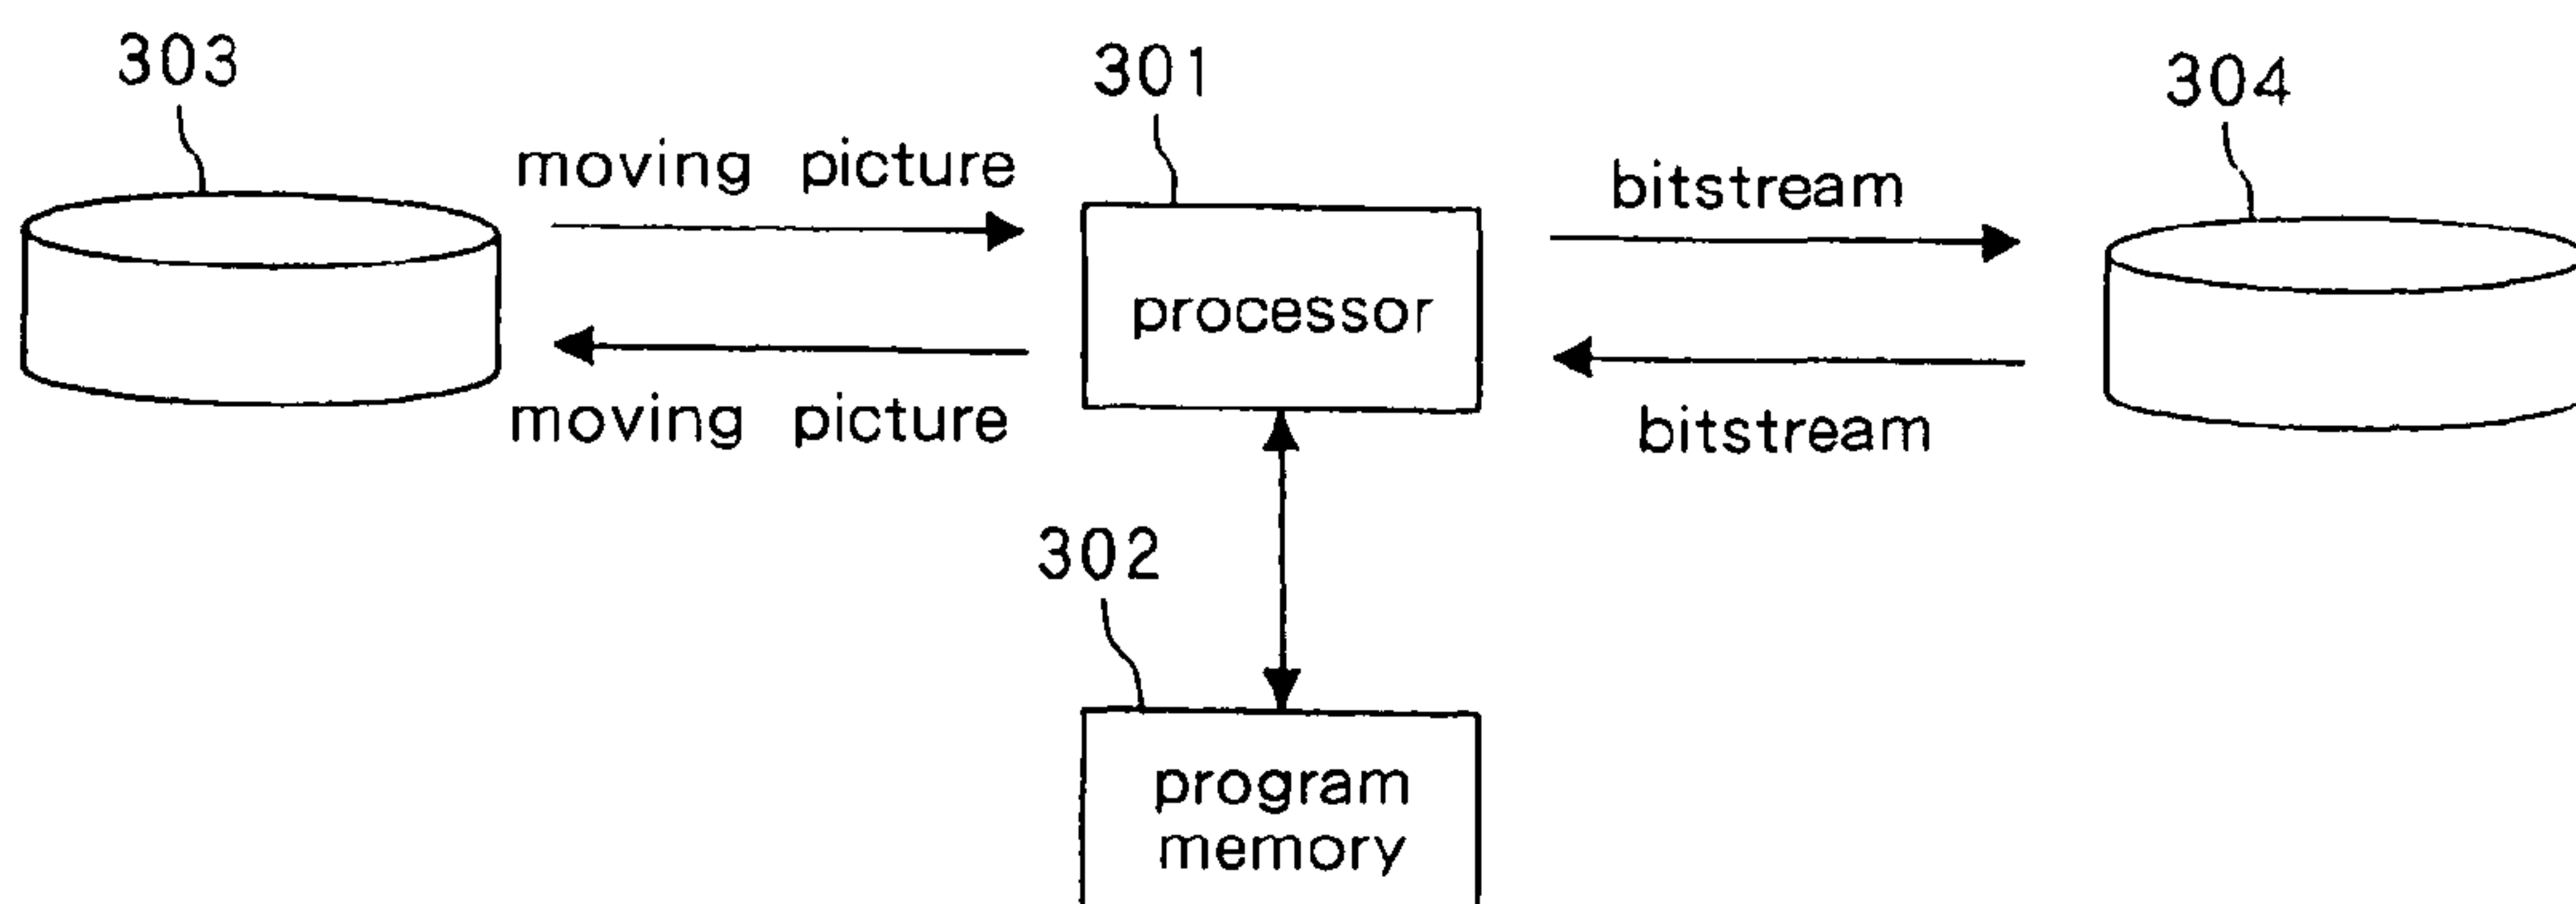 303
301
304
moving picture
bitstream
processor
moving picture
bitstream
302
program
memory